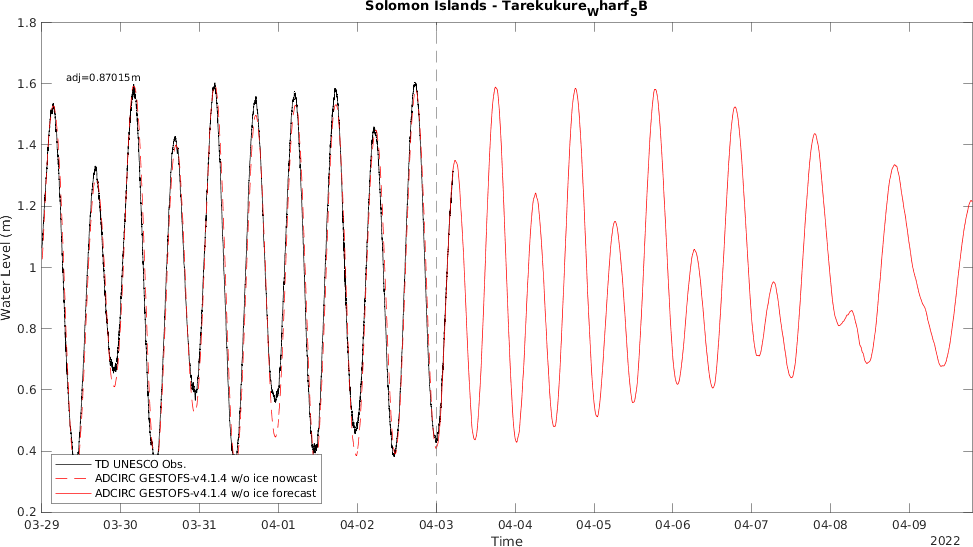 Solomon Islands - Tarekukure_Wharf_SB
adj=0.87015m
1.8
1.6
1.4
1.2
1
0.8
0.6
0.4
0.2
Water Level (m)
TD UNESCO Obs.
ADCIRC GESTOFS-v4.1.4 w/o ice nowcast
ADCIRC GESTOFS-v4.1.4 w/o ice forecast
03-29 03-30 03-31 04-01 04-02 04-03 04-04 04-05 04-06 04-07 04-08 04-09
Time
2022